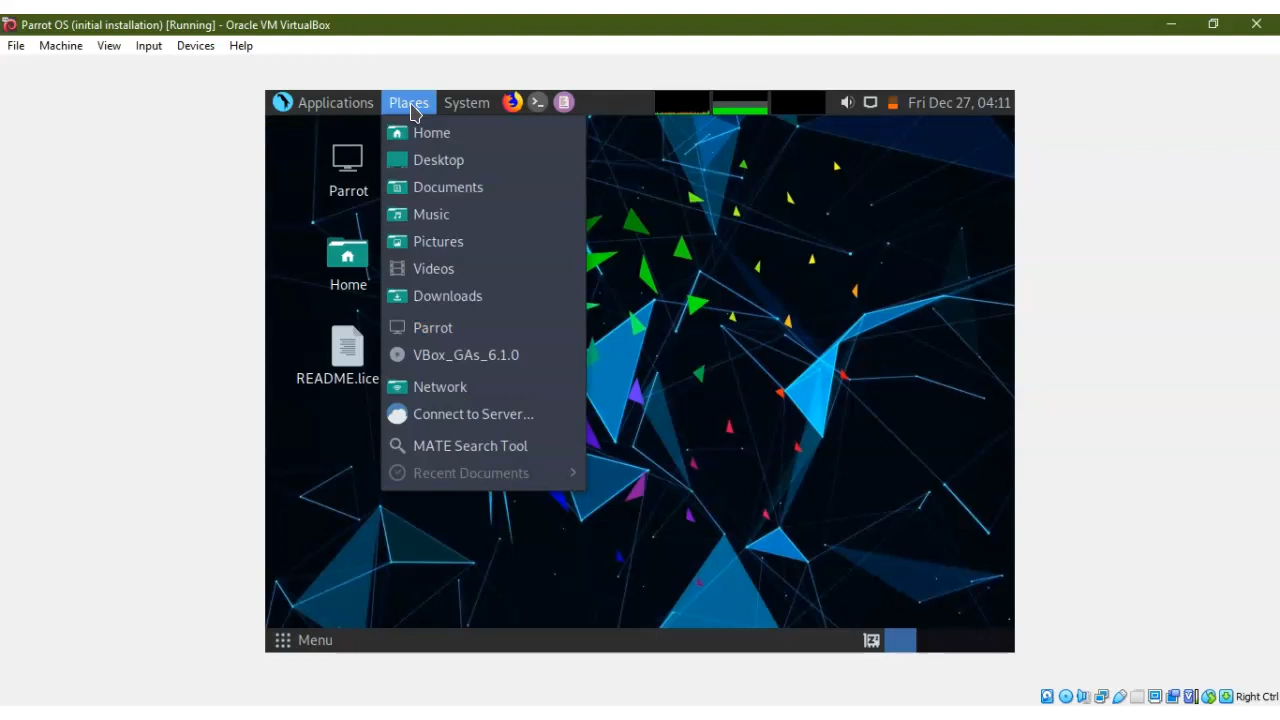 Parrot OS (initial installation) [Running] - Oracle VM VirtualBox
File Machine View Input Devices Help
Applications Places System Fri Dec 27, 04:11
Home
Desktop
Documents
Music
Pictures
Videos
Downloads
Parrot
VBox_GAs_6.1.0
Network
Connect to Server...
MATE Search Tool
Recent Documents
Parrot
Home
README.lice
Menu
Right Ctrl